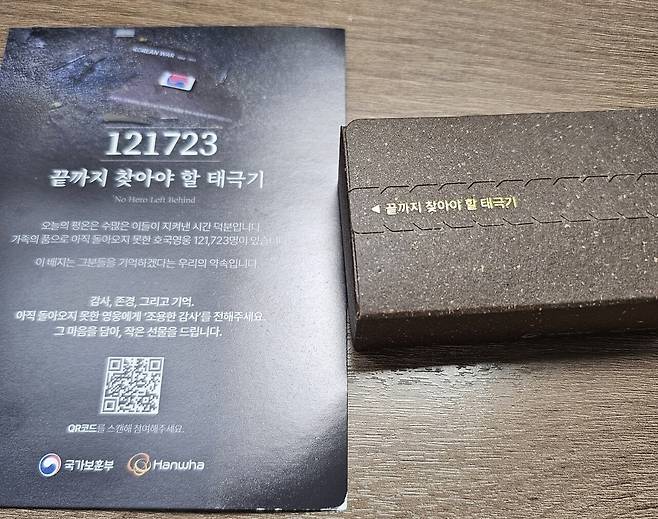 KOREAN WAR
121723
끝까지 찾아야 할 태극기
No Hero Left Behind
오늘의 평온은 수많은 이들이 지켜낸 시간 덕분입니다.
가족의 품으로 아직 돌아오지 못한 호국영웅 121,723명이 있습니다.
이 배지는 그분들을 기억하겠다는 우리의 약속입니다.
감사, 존경, 그리고 기억.
아직 돌아오지 못한 영웅에게 '조용한 감사'를 전해주세요.
그 마음을 담아, 작은 선물을 드립니다.
QR코드를 스캔해 참여해주세요.
국가보훈부
Hanwha
◀ 끝까지 찾아야 할 태극기